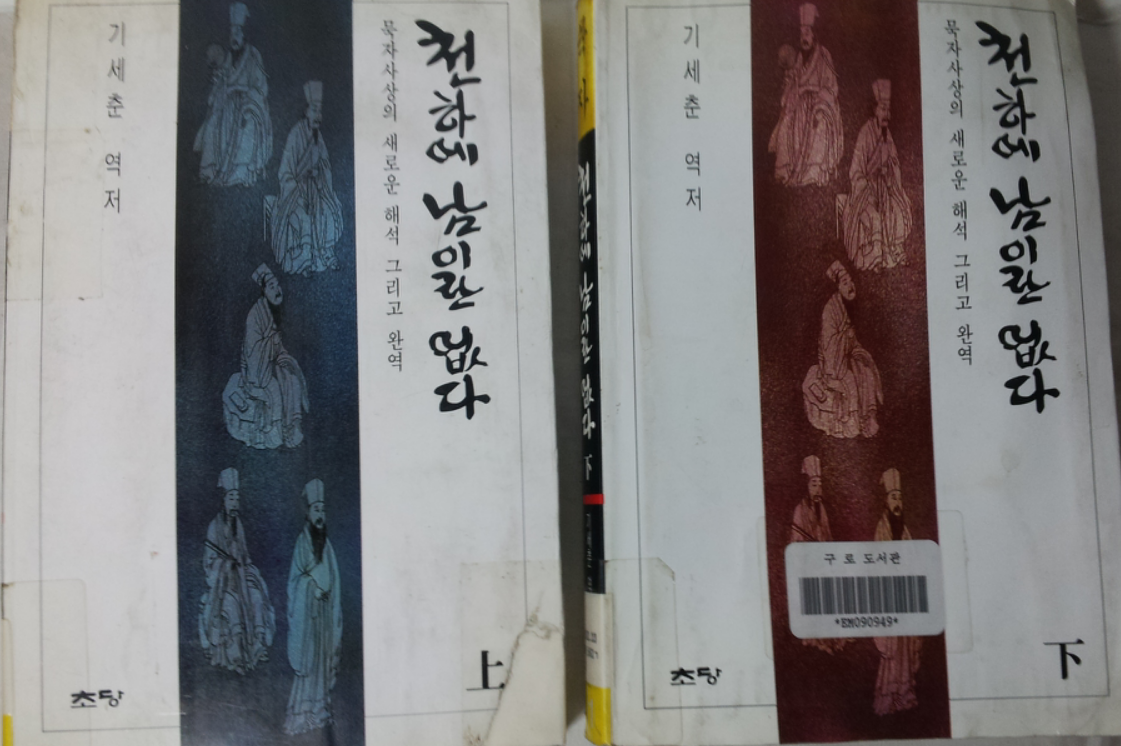 천하에 남이란 없다
묵자사상의 새로운 해석 그리고 완역
기세춘 역저
上
초당
천하에 남이란 없다 下
천하에 남이란 없다
묵자사상의 새로운 해석 그리고 완역
기세춘 역저
구로도서관
*EM090949*
下
초당